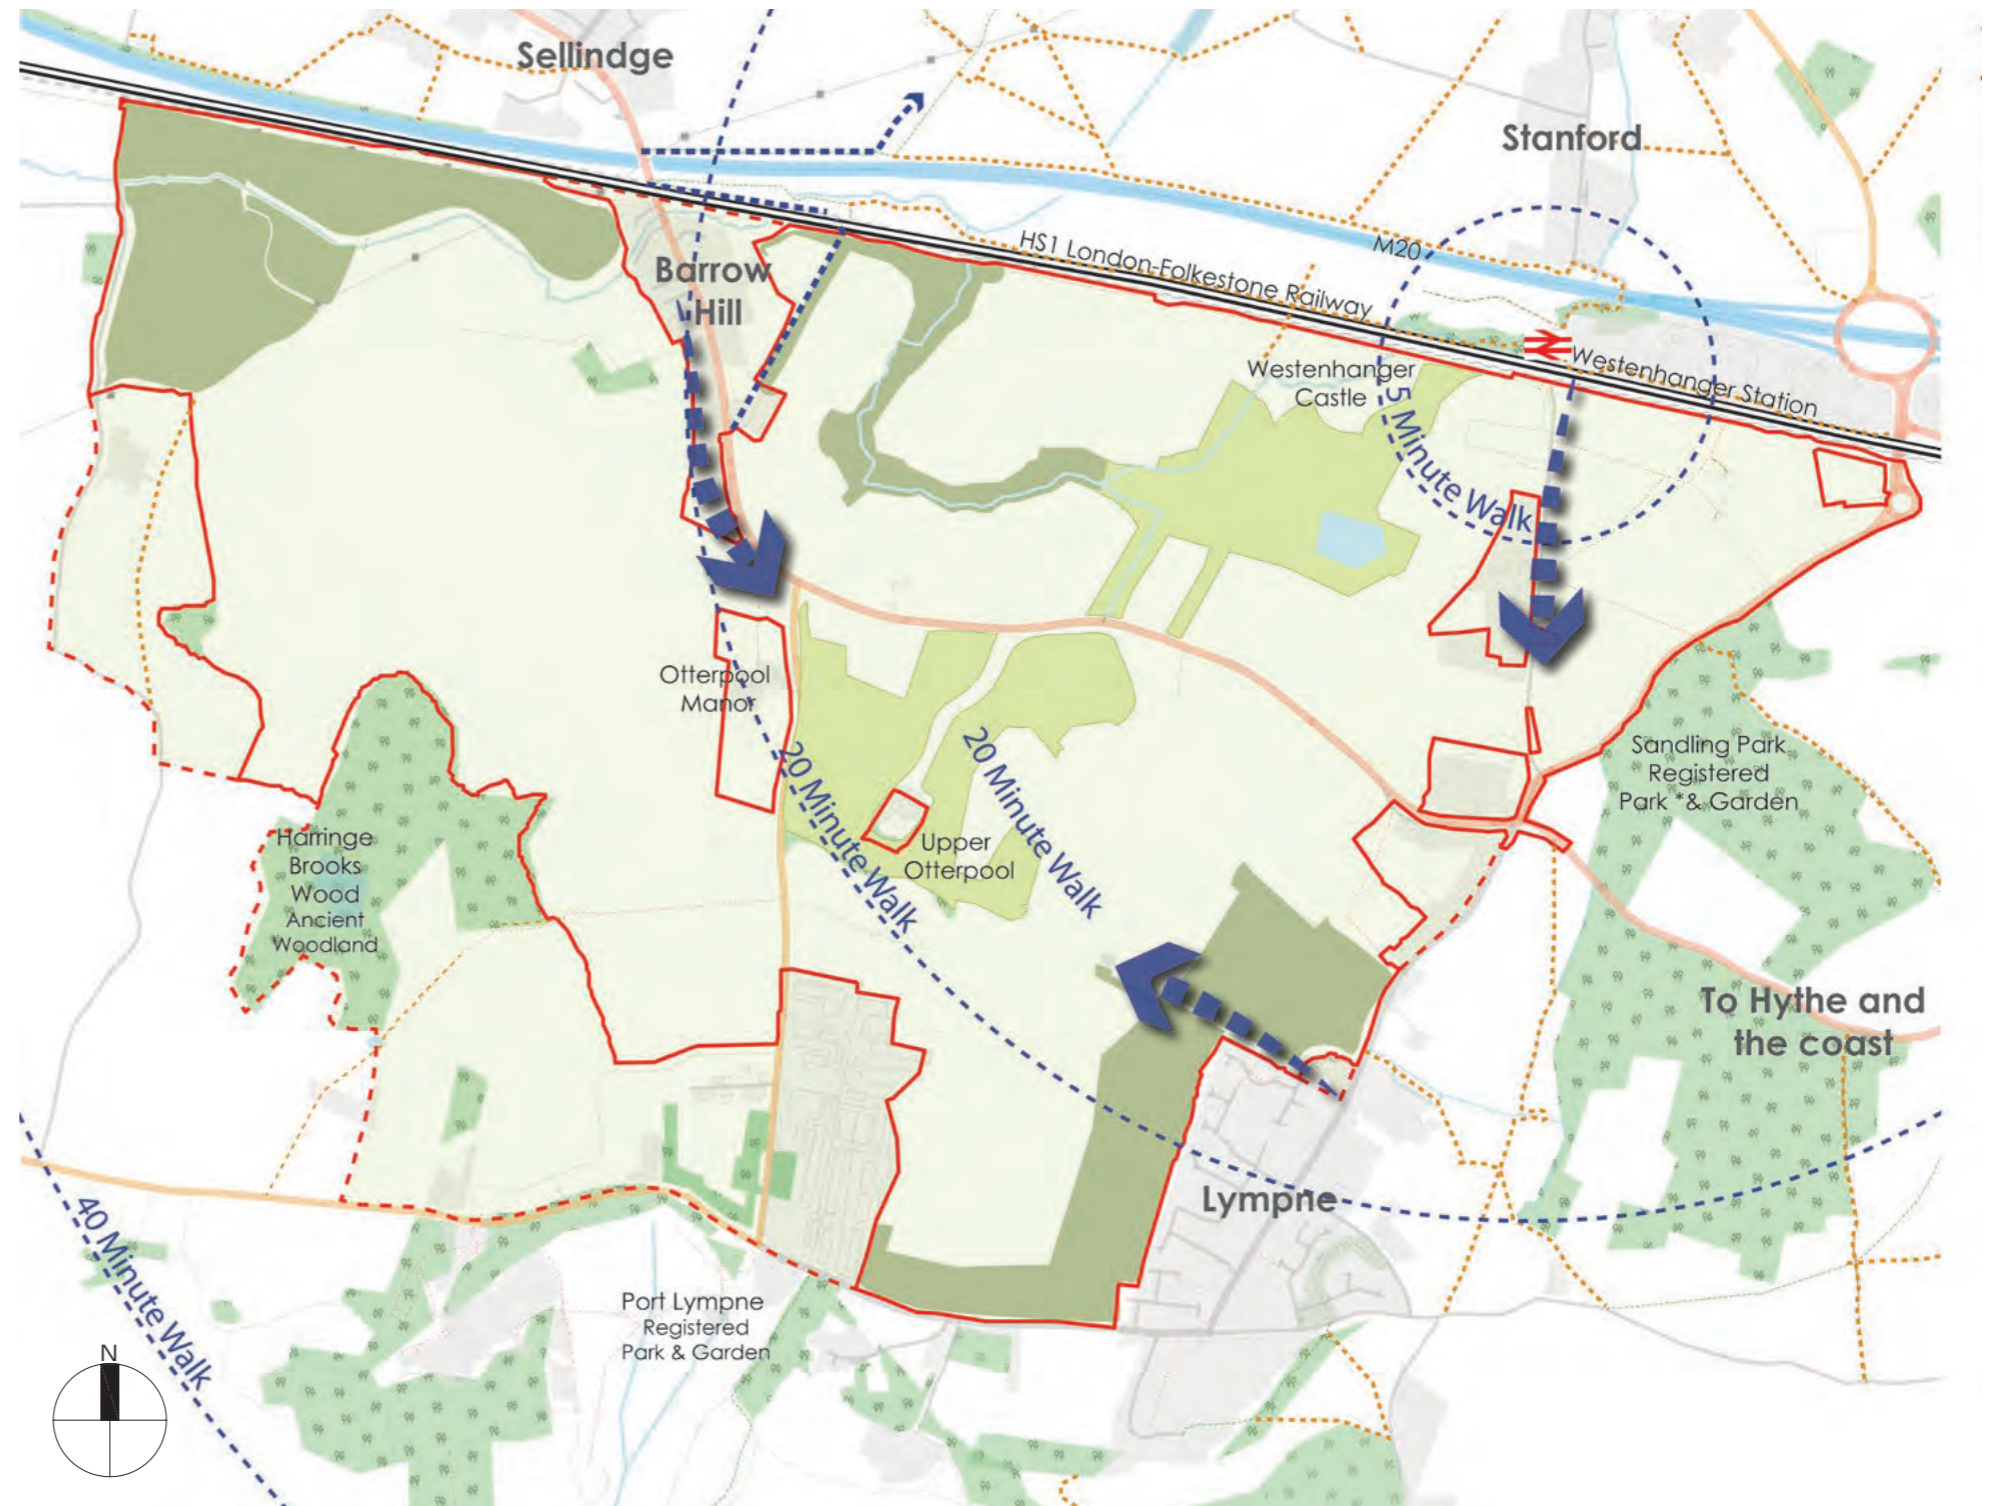 Sellindge
Stanford
M20
HS1 London-Folkestone Railway
Barrow
Hill
Westenhanger
Castle
Westenhanger Station
5 Minute Walk
Otterpool
Manor
20 Minute Walk
20 Minute Walk
Upper
Otterpool
Sandling Park
Registered
Park *& Garden
Harringe
Brooks
Wood
Ancient
Woodland
To Hythe and
the coast
Lympne
40 Minute Walk
Port Lympne
Registered
Park & Garden
N